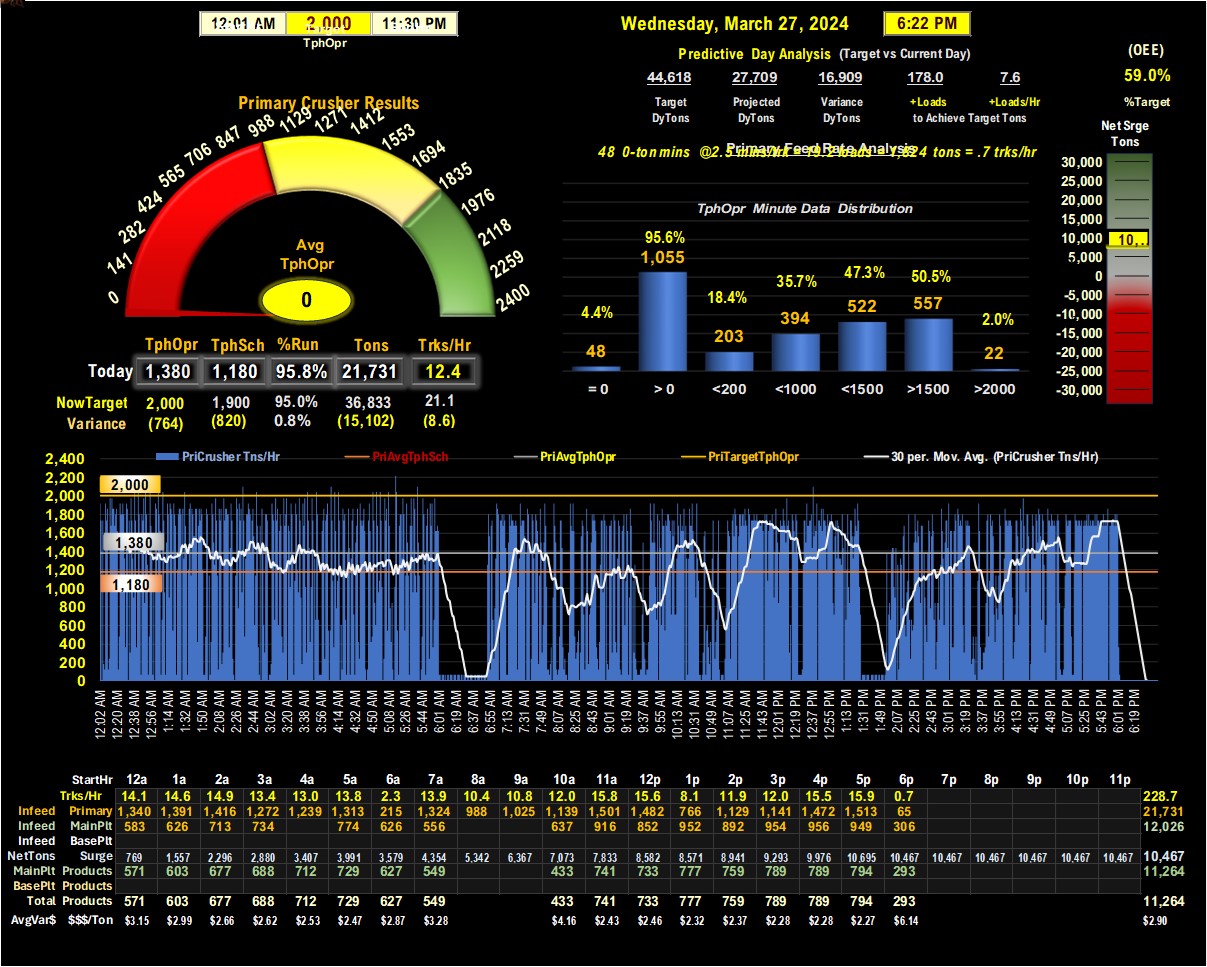 12:01 AM 2,000 11:30 PM
TphOpr
Wednesday, March 27, 2024 6:22 PM
Predictive Day Analysis (Target vs Current Day)
44,618 27,709 16,909 178.0 7.6
Target Projected Variance +Loads +Loads/Hr
DyTons DyTons DyTons to Achieve Target Tons
(OEE)
59.0%
%Target
Primary Crusher Results
0 141 282 424 565 706 847 988 1129 1271 1412 1553 1694 1835 1976 2118 2259 2400
Avg
TphOpr
0
TphOpr TphSch %Run Tons Trks/Hr
Today 1,380 1,180 95.8% 21,731 12.4
NowTarget 2,000 1,900 95.0% 36,833 21.1
Variance (764) (820) 0.8% (15,102) (8.6)
Primary FeedRate Analysis
48 0-ton mins @2.5 mins/trk = 19.2 loads = 1,824 tons = .7 trks/hr
TphOpr Minute Data Distribution
4.4% 95.6% 18.4% 35.7% 47.3% 50.5% 2.0%
48 1,055 203 394 522 557 22
= 0 > 0 <200 <1000 <1500 >1500 >2000
Net Srge
Tons
30,000
25,000
20,000
15,000
10,000 10,..
5,000
0
-5,000
-10,000
-15,000
-20,000
-25,000
-30,000
PriCrusher Tns/Hr PriAvgTphSch PriAvgTphOpr PriTargetTphOpr 30 per. Mov. Avg. (PriCrusher Tns/Hr)
2,400
2,200
2,000
1,800
1,600
1,400
1,200
1,000
800
600
400
200
0
2,000
1,380
1,180
12:02 AM 12:20 AM 12:38 AM 12:56 AM 1:14 AM 1:32 AM 1:50 AM 2:08 AM 2:26 AM 2:44 AM 3:02 AM 3:20 AM 3:38 AM 3:56 AM 4:14 AM 4:32 AM 4:50 AM 5:08 AM 5:26 AM 5:44 AM 6:01 AM 6:19 AM 6:37 AM 6:55 AM 7:13 AM 7:31 AM 7:49 AM 8:07 AM 8:25 AM 8:43 AM 9:01 AM 9:19 AM 9:37 AM 9:55 AM 10:13 AM 10:31 AM 10:49 AM 11:07 AM 11:25 AM 11:43 AM 12:01 PM 12:19 PM 12:37 PM 12:55 PM 1:13 PM 1:31 PM 1:49 PM 2:07 PM 2:25 PM 2:43 PM 3:01 PM 3:19 PM 3:37 PM 3:55 PM 4:13 PM 4:31 PM 4:49 PM 5:07 PM 5:25 PM 5:43 PM 6:01 PM 6:19 PM
StartHr 12a 1a 2a 3a 4a 5a 6a 7a 8a 9a 10a 11a 12p 1p 2p 3p 4p 5p 6p 7p 8p 9p 10p 11p
Trks/Hr 14.1 14.6 14.9 13.4 13.0 13.8 2.3 13.9 10.4 10.8 12.0 15.8 15.6 8.1 11.9 12.0 15.5 15.9 0.7 228.7
Infeed Primary 1,340 1,391 1,416 1,272 1,239 1,313 215 1,324 988 1,025 1,139 1,501 1,482 766 1,129 1,141 1,472 1,513 65 21,731
Infeed MainPlt 583 626 713 734 774 626 556 637 916 852 952 892 954 956 949 306 12,026
Infeed BasePlt
NetTons Surge 769 1,557 2,296 2,880 3,407 3,991 3,579 4,354 5,342 6,367 7,073 7,833 8,582 8,571 8,941 9,293 9,976 10,695 10,467 10,467 10,467 10,467 10,467 10,467 10,467
MainPlt Products 571 603 677 688 712 729 627 549 433 741 733 777 759 789 789 794 293 11,264
BasePlt Products
Total Products 571 603 677 688 712 729 627 549 433 741 733 777 759 789 789 794 293 11,264
AvgVar$ $$$/Ton $3.15 $2.99 $2.66 $2.62 $2.53 $2.47 $2.87 $3.28 $4.16 $2.43 $2.46 $2.32 $2.37 $2.28 $2.28 $2.27 $6.14 $2.90